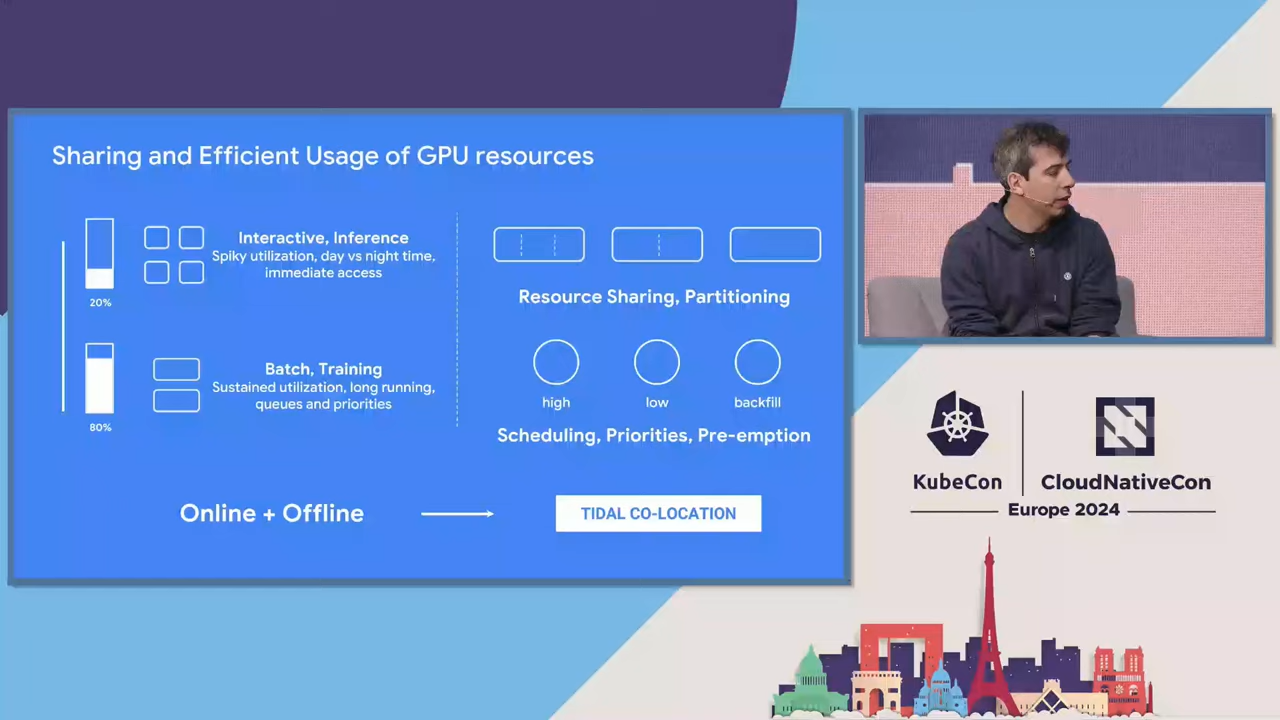 Sharing and Efficient Usage of GPU resources
Interactive, Inference
Spiky utilization, day vs night time,
immediate access
20%
Batch, Training
Sustained utilization, long running,
queues and priorities
80%
Resource Sharing, Partitioning
high
low
backfill
Scheduling, Priorities, Pre-emption
Online + Offline
TIDAL CO-LOCATION
KubeCon
CloudNativeCon
Europe 2024